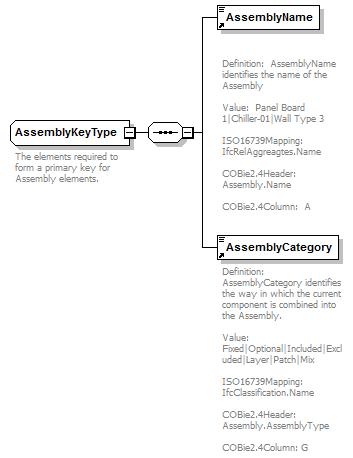 AssemblyName
Definition:  AssemblyName
identifies the name of the
Assembly
Value:  Panel Board
1|Chiller-01|Wall Type 3
ISO16739Mapping:
IfcRelAggreagtes.Name
COBie2.4Header:
Assembly.Name
COBie2.4Column:  A
AssemblyKeyType
The elements required to
form a primary key for
Assembly elements.
AssemblyCategory
Definition:
AssemblyCategory identifies
the way in which the current
component is combined into
the Assembly.
Value:
Fixed|Optional|Included|Excl
uded|Layer|Patch|Mix
ISO16739Mapping:
IfcClassification.Name
COBie2.4Header:
Assembly.AssemblyType
COBie2.4Column: G